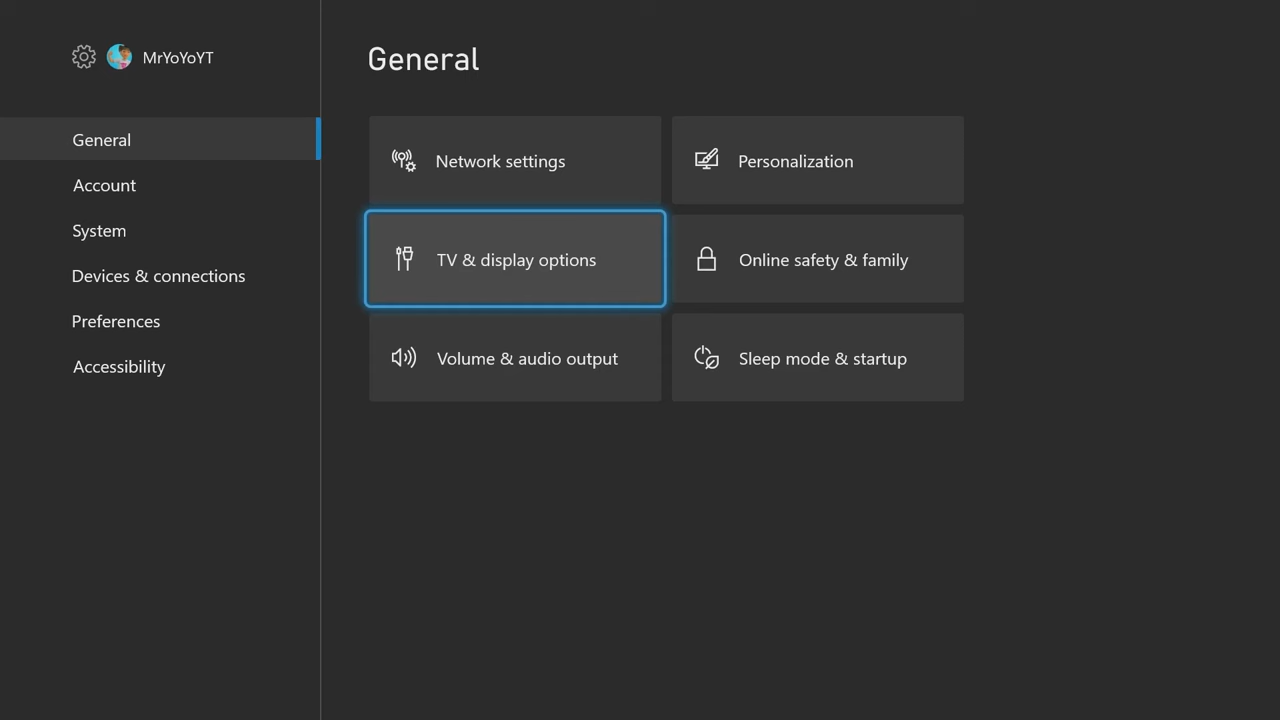 MrYoYoYT
General
Account
System
Devices & connections
Preferences
Accessibility
General
Network settings
Personalization
TV & display options
Online safety & family
Volume & audio output
Sleep mode & startup